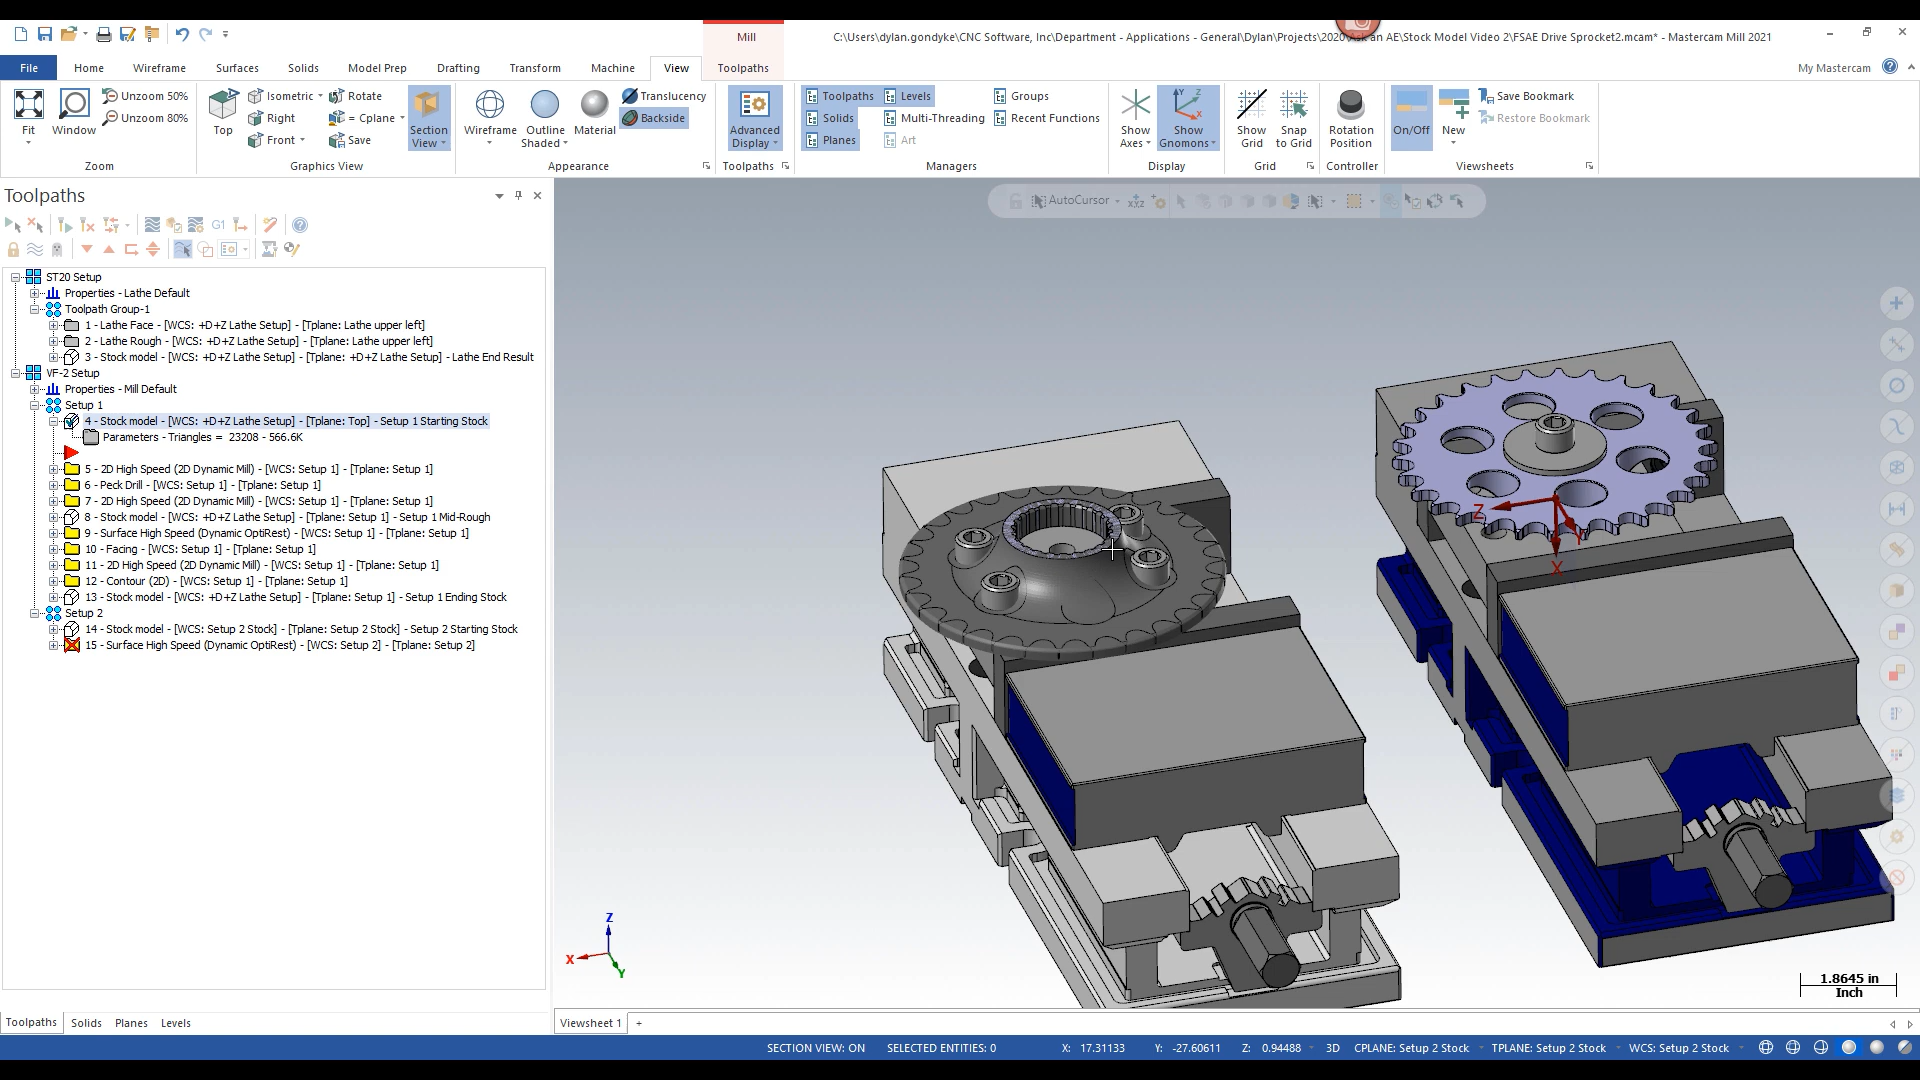 Mill
C:\Users\dylan.gondyke\CNC Software, Inc\Department - Applications - General\Dylan\Projects\2020\ k an AE\Stock Model Video 2\FSAE Drive Sprocket2.mcam* - Mastercam Mill 2021
File Home Wireframe Surfaces Solids Model Prep Drafting Transform Machine View Toolpaths My Mastercam
Fit
Window
Unzoom 50%
Unzoom 80%
Zoom
Top
Isometric
Right
Front
Rotate
= Cplane
Save
Section View
Graphics View
Wireframe
Outline Shaded
Material
Translucency
Backside
Appearance
Advanced Display
Toolpaths
Toolpaths
Solids
Planes
Levels
Multi-Threading
Art
Groups
Recent Functions
Managers
Show Axes
Show Gnomons
Display
Show Grid
Snap to Grid
Grid
Rotation Position
Controller
On/Off
New
Save Bookmark
Restore Bookmark
Viewsheets
Toolpaths
G1
AutoCursor
XYZ
ST20 Setup
Properties - Lathe Default
Toolpath Group-1
1 - Lathe Face - [WCS: +D+Z Lathe Setup] - [Tplane: Lathe upper left]
2 - Lathe Rough - [WCS: +D+Z Lathe Setup] - [Tplane: Lathe upper left]
3 - Stock model - [WCS: +D+Z Lathe Setup] - [Tplane: +D+Z Lathe Setup] - Lathe End Result
VF-2 Setup
Properties - Mill Default
Setup 1
4 - Stock model - [WCS: +D+Z Lathe Setup] - [Tplane: Top] - Setup 1 Starting Stock
Parameters - Triangles = 23208 - 566.6K
5 - 2D High Speed (2D Dynamic Mill) - [WCS: Setup 1] - [Tplane: Setup 1]
6 - Peck Drill - [WCS: Setup 1] - [Tplane: Setup 1]
7 - 2D High Speed (2D Dynamic Mill) - [WCS: Setup 1] - [Tplane: Setup 1]
8 - Stock model - [WCS: +D+Z Lathe Setup] - [Tplane: Setup 1] - Setup 1 Mid-Rough
9 - Surface High Speed (Dynamic OptiRest) - [WCS: Setup 1] - [Tplane: Setup 1]
10 - Facing - [WCS: Setup 1] - [Tplane: Setup 1]
11 - 2D High Speed (2D Dynamic Mill) - [WCS: Setup 1] - [Tplane: Setup 1]
12 - Contour (2D) - [WCS: Setup 1] - [Tplane: Setup 1]
13 - Stock model - [WCS: +D+Z Lathe Setup] - [Tplane: Setup 1] - Setup 1 Ending Stock
Setup 2
14 - Stock model - [WCS: Setup 2 Stock] - [Tplane: Setup 2 Stock] - Setup 2 Starting Stock
15 - Surface High Speed (Dynamic OptiRest) - [WCS: Setup 2] - [Tplane: Setup 2]
Z
Y
X
Z
X
Y
1.8645 in
Inch
Toolpaths Solids Planes Levels
Viewsheet 1 +
SECTION VIEW: ON SELECTED ENTITIES: 0 X: 17.31133 Y: -27.60611 Z: 0.94488 3D CPLANE: Setup 2 Stock TPLANE: Setup 2 Stock WCS: Setup 2 Stock